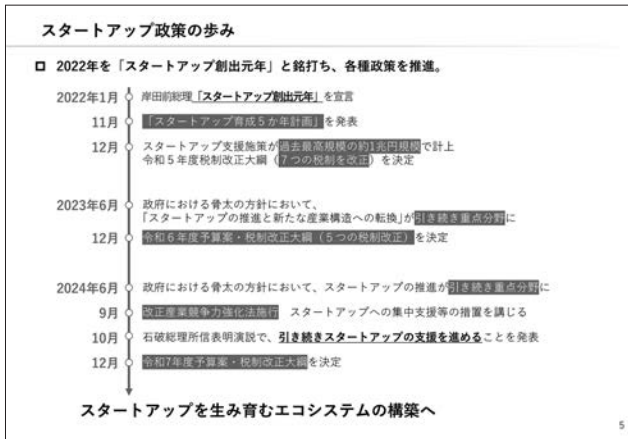 スタートアップ政策の歩み
2022年を「スタートアップ創出元年」と銘打ち、各種政策を推進。
2022年1月 岸田前総理「スタートアップ創出元年」を宣言
11月 「スタートアップ育成5か年計画」を発表
12月 スタートアップ支援施策が過去最高規模の約1兆円規模で計上
令和5年度税制改正大綱(7つの税制を改正)を決定
2023年6月 政府における骨太の方針において、
「スタートアップの推進と新たな産業構造への転換」が引き続き重点分野に
12月 令和6年度予算案・税制改正大綱(5つの税制改正)を決定
2024年6月 政府における骨太の方針において、スタートアップの推進が引き続き重点分野に
9月 改正産業競争力強化法施行 スタートアップへの集中支援等の措置を講じる
10月 石破総理所信表明演説で、引き続きスタートアップの支援を進めることを発表
12月 令和7年度予算案・税制改正大綱を決定
スタートアップを生み育むエコシステムの構築へ
5